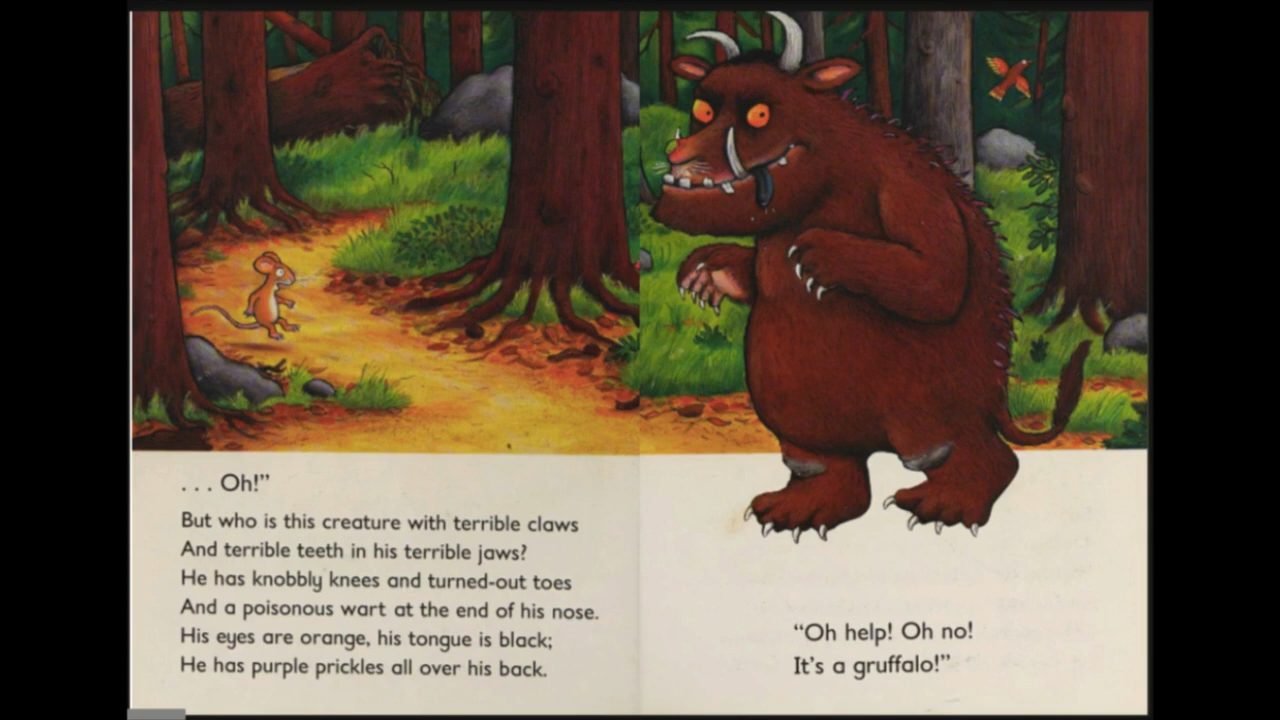 . . . Oh!”
But who is this creature with terrible claws
And terrible teeth in his terrible jaws?
He has knobbly knees and turned-out toes
And a poisonous wart at the end of his nose.
His eyes are orange, his tongue is black;
He has purple prickles all over his back.
“Oh help! Oh no!
It’s a gruffalo!”